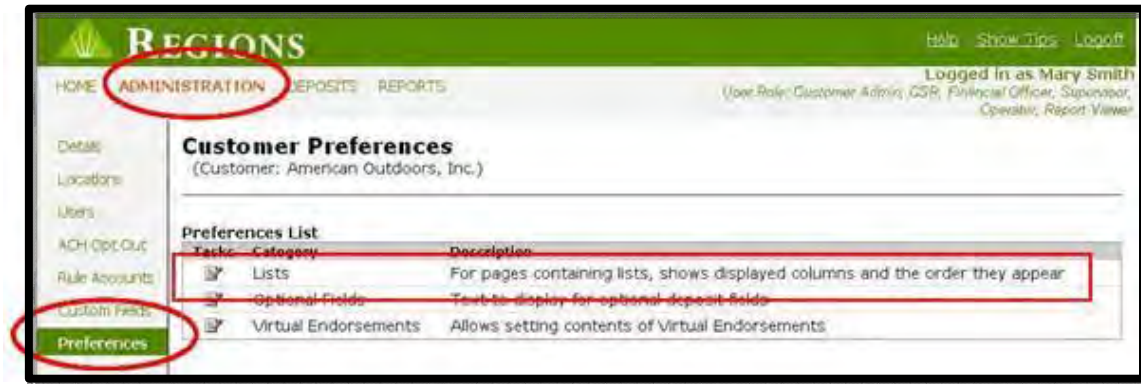 REGIONS
Help Show Tips Logoff
HOME ADMINISTRATION DEPOSITS REPORTS
Logged in as Mary Smith
User Role: Customer Admin, CSR, Financial Officer, Supervisor,
Operator, Report Viewer
Details
Locations
Users
ACH Opt Out
Rule Accounts
Custom Fields
Preferences
Customer Preferences
(Customer: American Outdoors, Inc.)
Preferences List
Tasks Category Description
Lists For pages containing lists, shows displayed columns and the order they appear
Optional Fields Text to display for optional deposit fields
Virtual Endorsements Allows setting contents of Virtual Endorsements